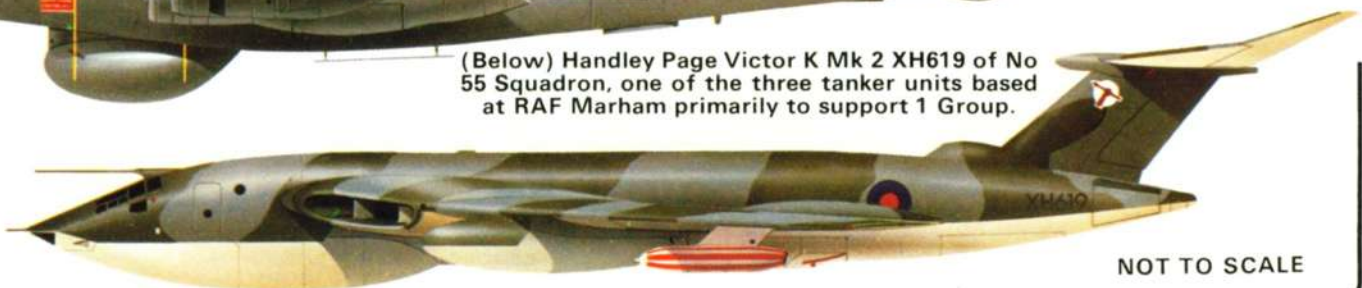 (Below) Handley Page Victor K Mk 2 XH619 of No
55 Squadron, one of the three tanker units based
at RAF Marham primarily to support 1 Group.
XH619
NOT TO SCALE